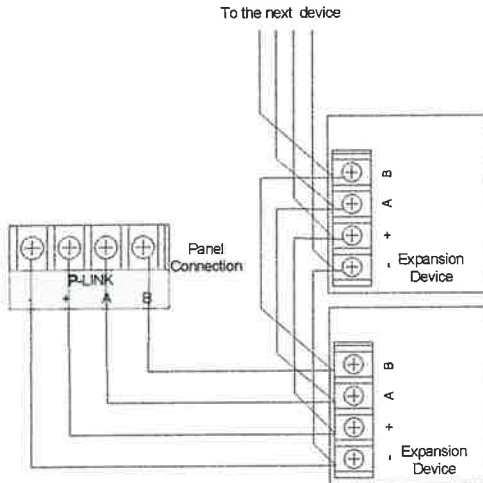 To the next device
B
A
+
-
Expansion
Device
Panel
Connection
P-LINK
- + A B
B
A
+
-
Expansion
Device